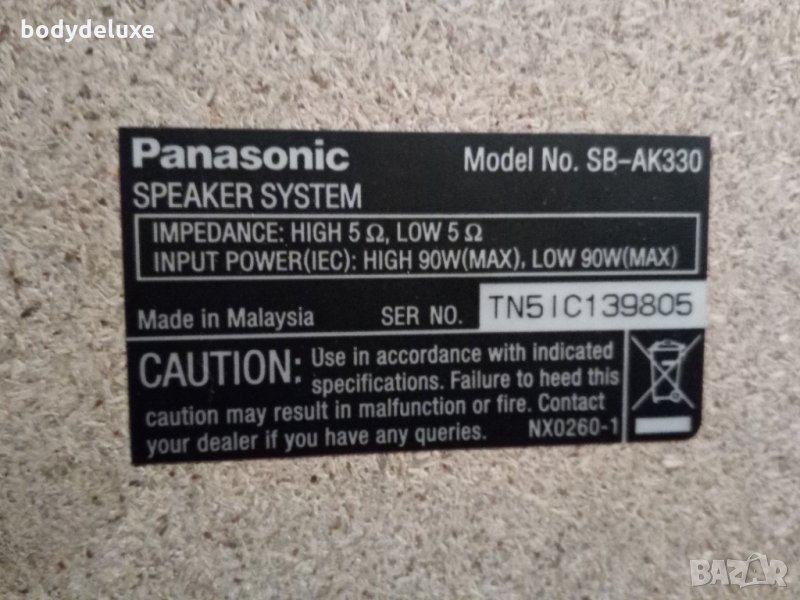 bodydeluxe
Panasonic Model No. SB-AK330
SPEAKER SYSTEM
IMPEDANCE: HIGH 5 Ω, LOW 5 Ω
INPUT POWER(IEC): HIGH 90W(MAX), LOW 90W(MAX)
Made in Malaysia SER NO. TN5IC139805
CAUTION: Use in accordance with indicated
specifications. Failure to heed this
caution may result in malfunction or fire. Contact
your dealer if you have any queries. NX0260-1
BAZAR